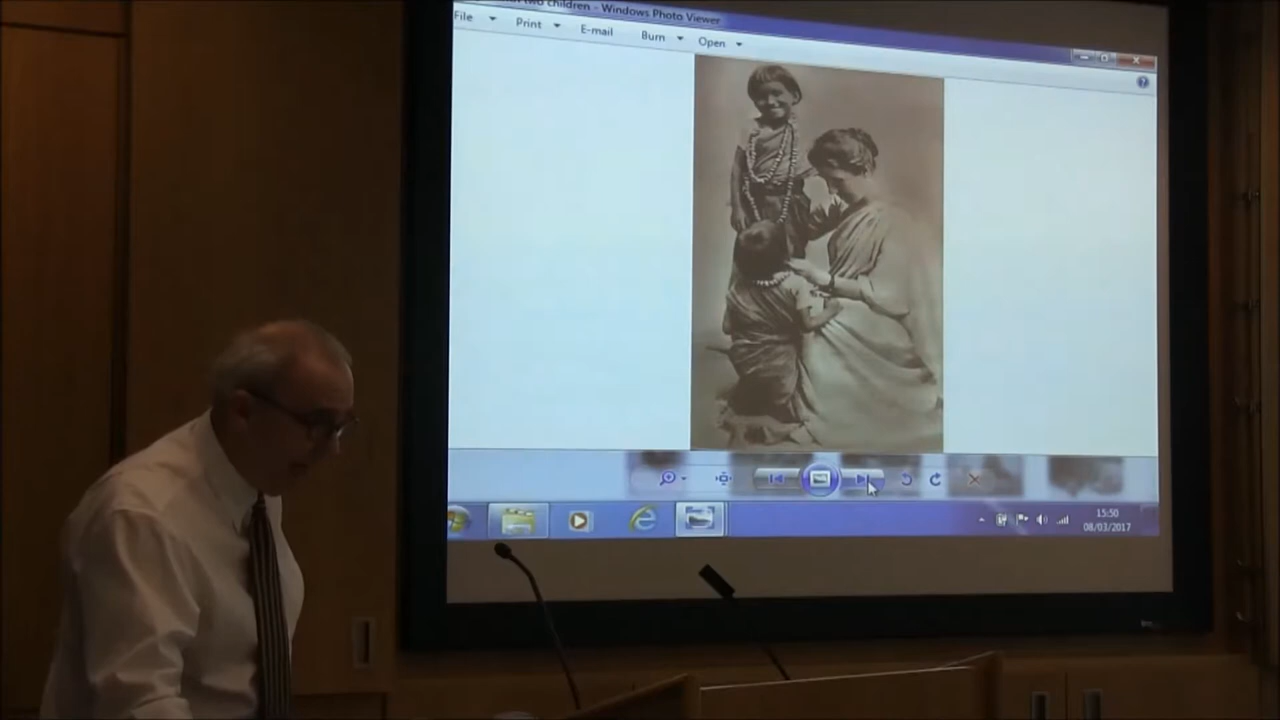 two children - Windows Photo Viewer
File Print E-mail Burn Open
15:50
08/03/2017